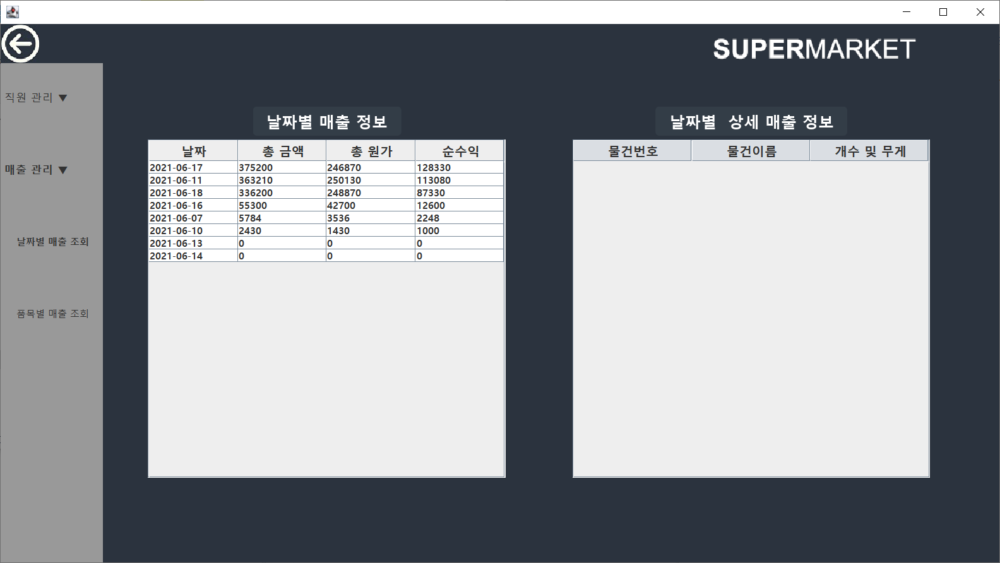 SUPERMARKET
직원 관리 ▼
매출 관리 ▼
날짜별 매출 조회
품목별 매출 조회
날짜별 매출 정보
날짜 총 금액 총 원가 순수익
2021-06-17 375200 246870 128330
2021-06-11 363210 250130 113080
2021-06-18 336200 248870 87330
2021-06-16 55300 42700 12600
2021-06-07 5784 3536 2248
2021-06-10 2430 1430 1000
2021-06-13 0 0 0
2021-06-14 0 0 0
날짜별 상세 매출 정보
물건번호 물건이름 개수 및 무게